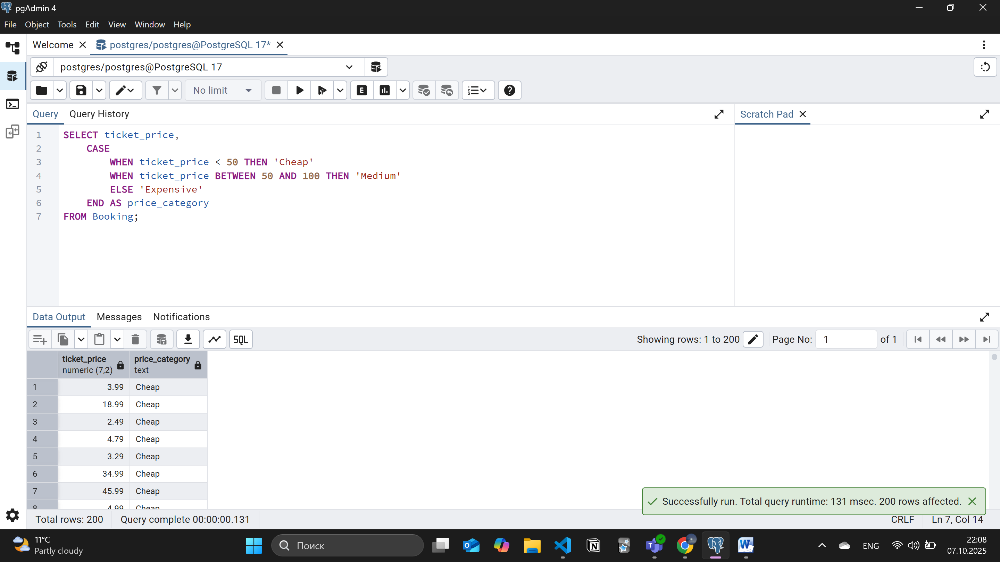 pgAdmin 4
File Object Tools Edit View Window Help
Welcome postgres/postgres@PostgreSQL 17*
postgres/postgres@PostgreSQL 17
No limit
E
Query Query History
Scratch Pad
1 SELECT ticket_price,
2 CASE
3 WHEN ticket_price < 50 THEN 'Cheap'
4 WHEN ticket_price BETWEEN 50 AND 100 THEN 'Medium'
5 ELSE 'Expensive'
6 END AS price_category
7 FROM Booking;
Data Output Messages Notifications
SQL Showing rows: 1 to 200 Page No: 1 of 1
ticket_price price_category
numeric (7,2) text
1 3.99 Cheap
2 18.99 Cheap
3 2.49 Cheap
4 4.79 Cheap
5 3.29 Cheap
6 34.99 Cheap
7 45.99 Cheap
8 4.99 Cheap
Successfully run. Total query runtime: 131 msec. 200 rows affected.
Total rows: 200 Query complete 00:00:00.131 CRLF Ln 7, Col 14
11°C
Partly cloudy
Поиск
ENG
22:08
07.10.2025